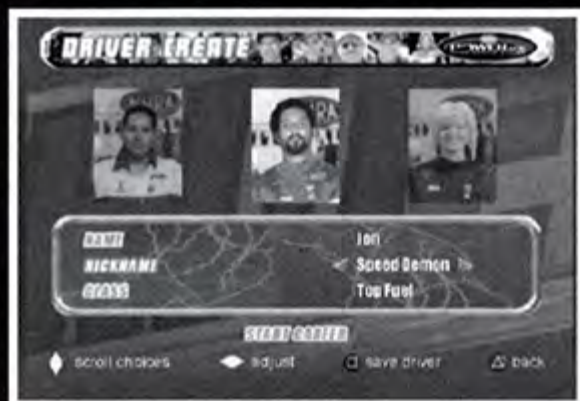 DRIVER CREATE
NAME
Jon
NICKNAME
Speed Demon
CLASS
Top Fuel
START CAREER
scroll choices
adjust
save driver
back